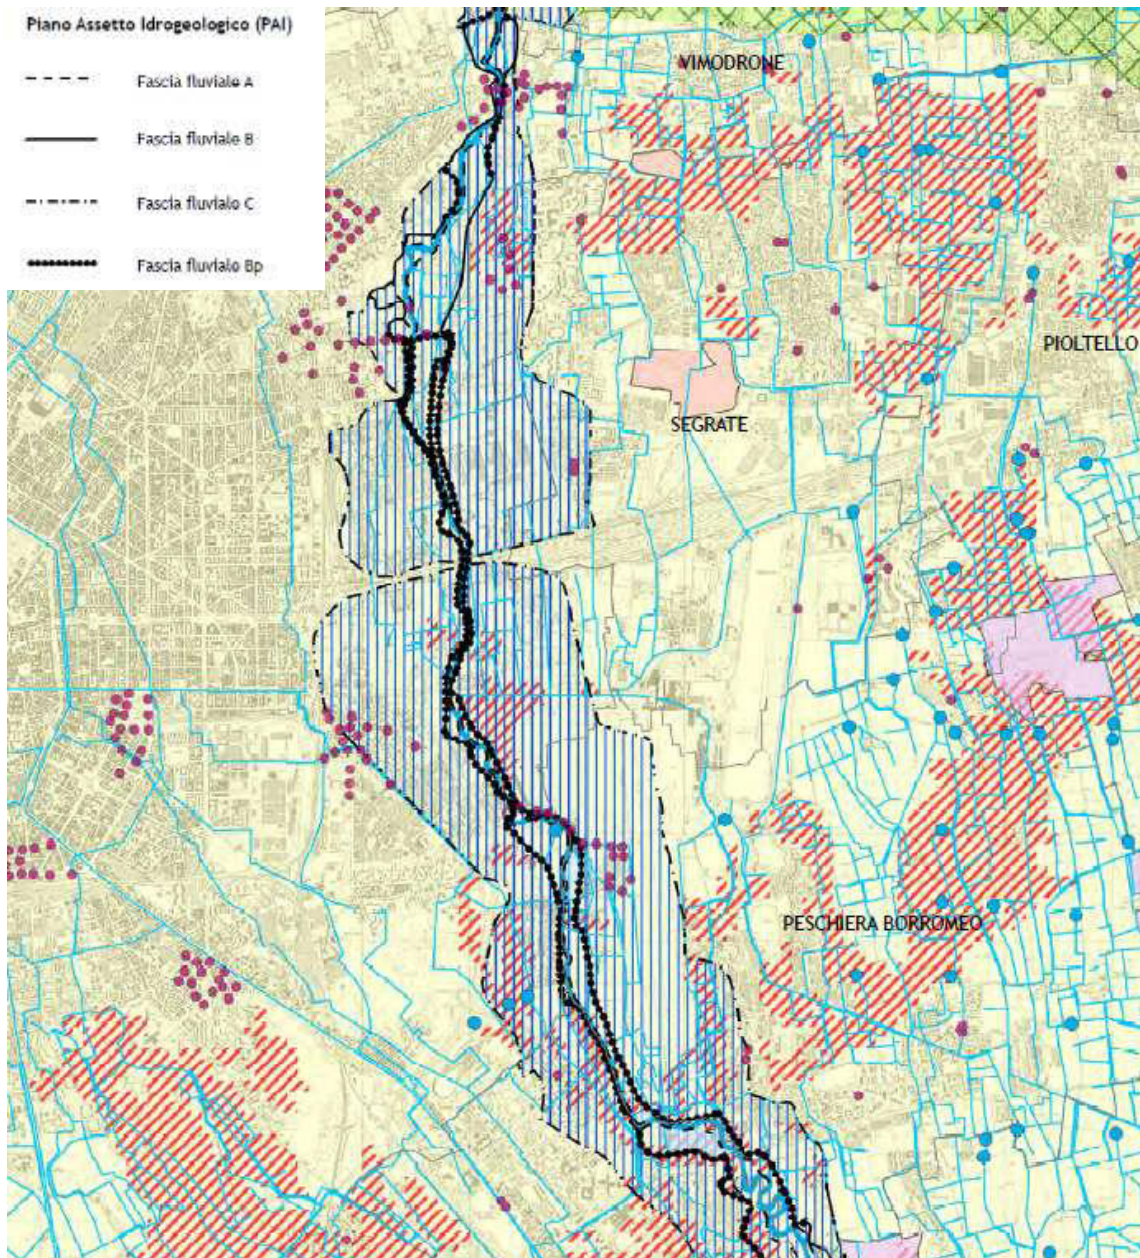 Piano Assetto Idrogeologico (PAI)
Fascia fluviale A
Fascia fluviale B
Fascia fluviale C
Fascia fluviale Bp
VIMODRONE
PIOLTELLO
SEGRATE
PESCHIERA BORROMEO